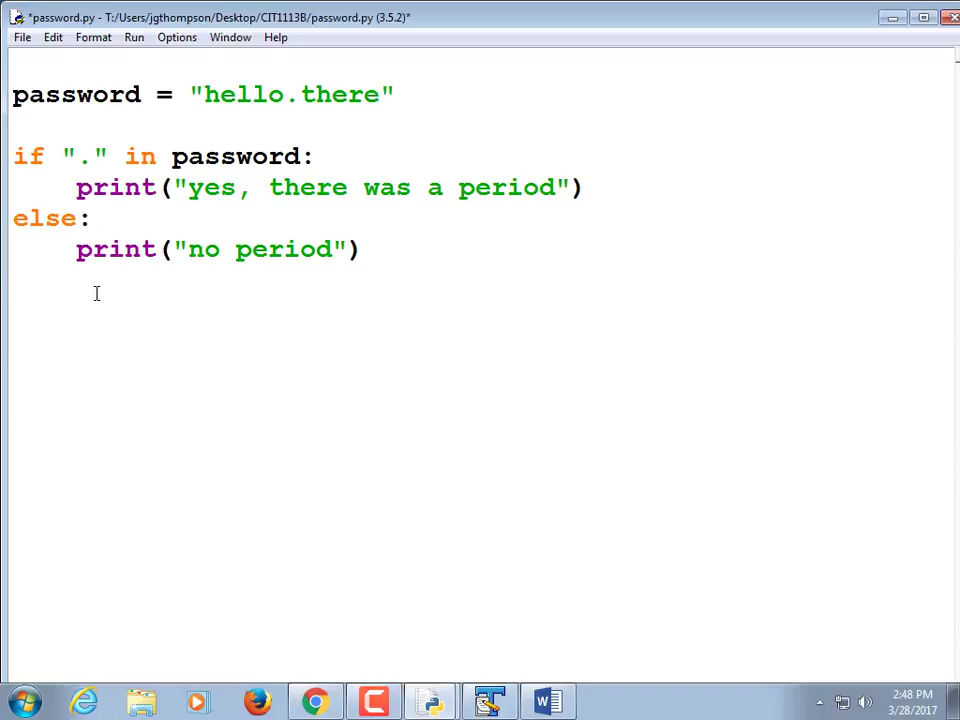 *password.py - T:/Users/jgthompson/Desktop/CIT1113B/password.py (3.5.2)*
File Edit Format Run Options Window Help
password = "hello.there"
if "." in password:
    print("yes, there was a period")
else:
    print("no period")
2:48 PM
3/28/2017